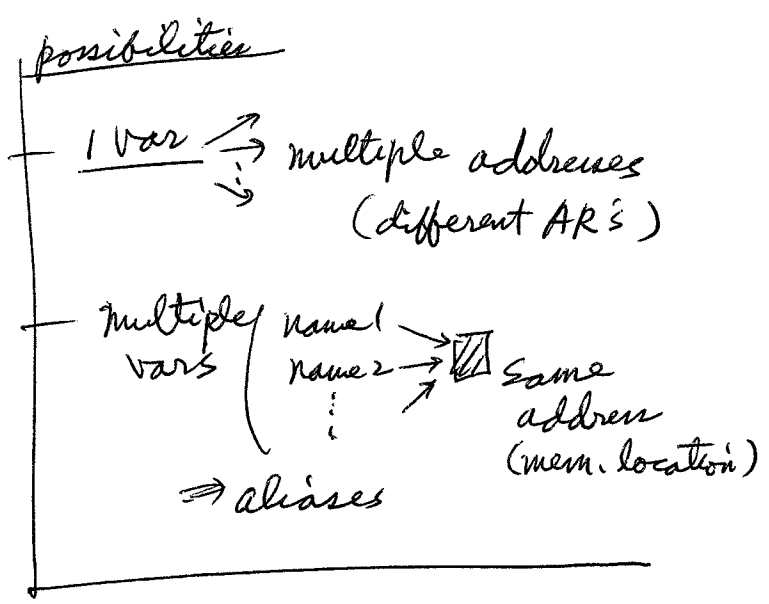 possibilities
1 var → multiple addresses
(different AR's)
multiple name1
vars name2
same
address
(mem. location)
⇒ aliases